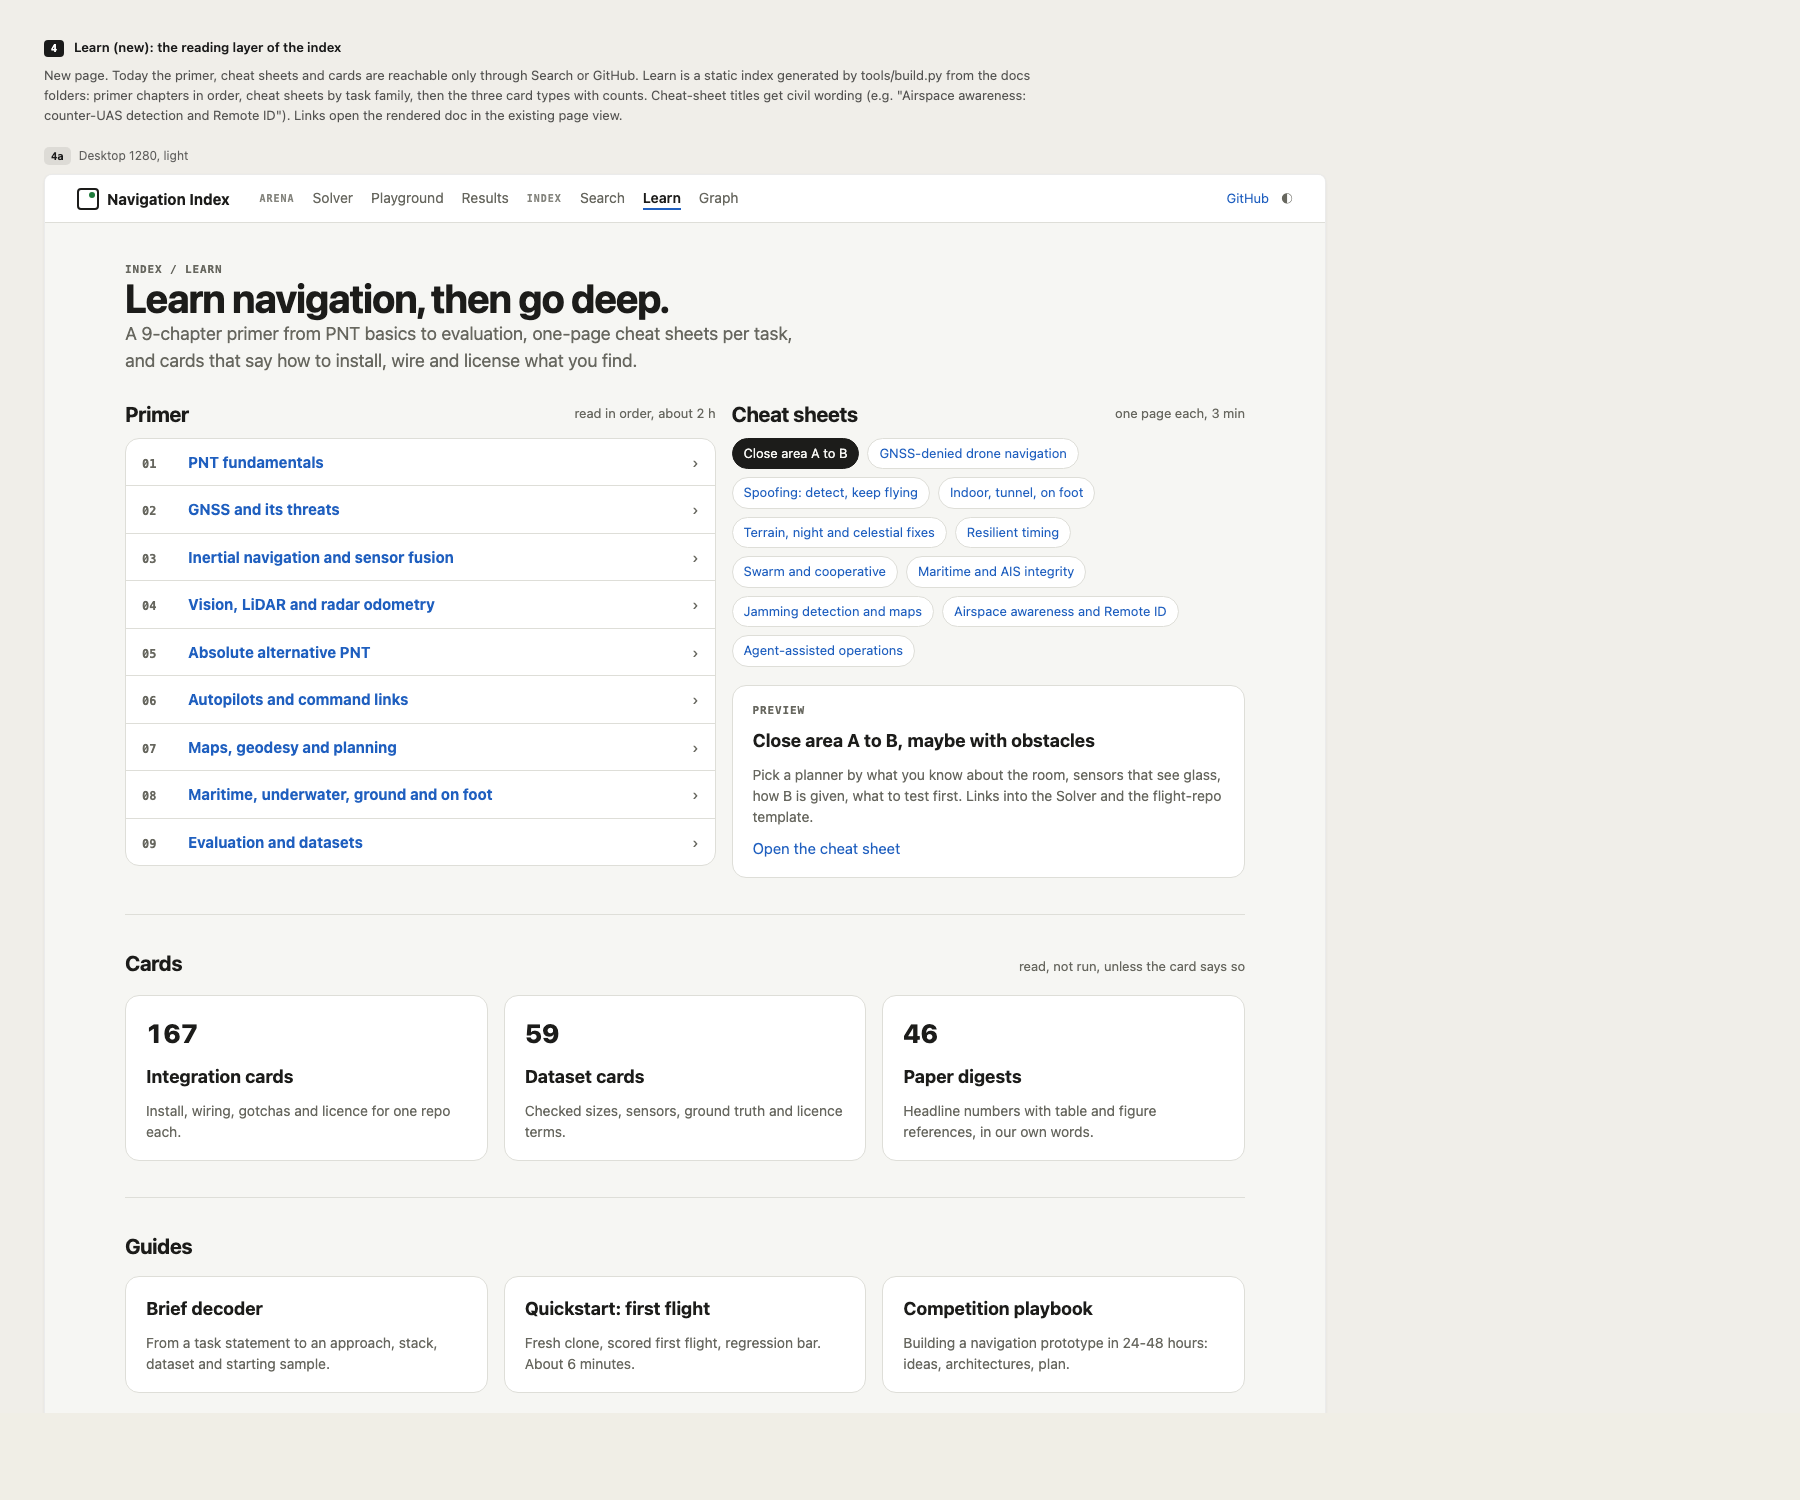 4 Learn (new): the reading layer of the index
New page. Today the primer, cheat sheets and cards are reachable only through Search or GitHub. Learn is a static index generated by tools/build.py from the docs
folders: primer chapters in order, cheat sheets by task family, then the three card types with counts. Cheat-sheet titles get civil wording (e.g. "Airspace awareness:
counter-UAS detection and Remote ID"). Links open the rendered doc in the existing page view.
4a Desktop 1280, light
Navigation Index ARENA Solver Playground Results INDEX Search Learn Graph GitHub
INDEX / LEARN
Learn navigation, then go deep.
A 9-chapter primer from PNT basics to evaluation, one-page cheat sheets per task,
and cards that say how to install, wire and license what you find.
Primer read in order, about 2 h
01 PNT fundamentals ›
02 GNSS and its threats ›
03 Inertial navigation and sensor fusion ›
04 Vision, LiDAR and radar odometry ›
05 Absolute alternative PNT ›
06 Autopilots and command links ›
07 Maps, geodesy and planning ›
08 Maritime, underwater, ground and on foot ›
09 Evaluation and datasets ›
Cheat sheets one page each, 3 min
Close area A to B GNSS-denied drone navigation
Spoofing: detect, keep flying Indoor, tunnel, on foot
Terrain, night and celestial fixes Resilient timing
Swarm and cooperative Maritime and AIS integrity
Jamming detection and maps Airspace awareness and Remote ID
Agent-assisted operations
PREVIEW
Close area A to B, maybe with obstacles
Pick a planner by what you know about the room, sensors that see glass,
how B is given, what to test first. Links into the Solver and the flight-repo
template.
Open the cheat sheet
Cards read, not run, unless the card says so
167
Integration cards
Install, wiring, gotchas and licence for one repo
each.
59
Dataset cards
Checked sizes, sensors, ground truth and licence
terms.
46
Paper digests
Headline numbers with table and figure
references, in our own words.
Guides
Brief decoder
From a task statement to an approach, stack,
dataset and starting sample.
Quickstart: first flight
Fresh clone, scored first flight, regression bar.
About 6 minutes.
Competition playbook
Building a navigation prototype in 24-48 hours:
ideas, architectures, plan.